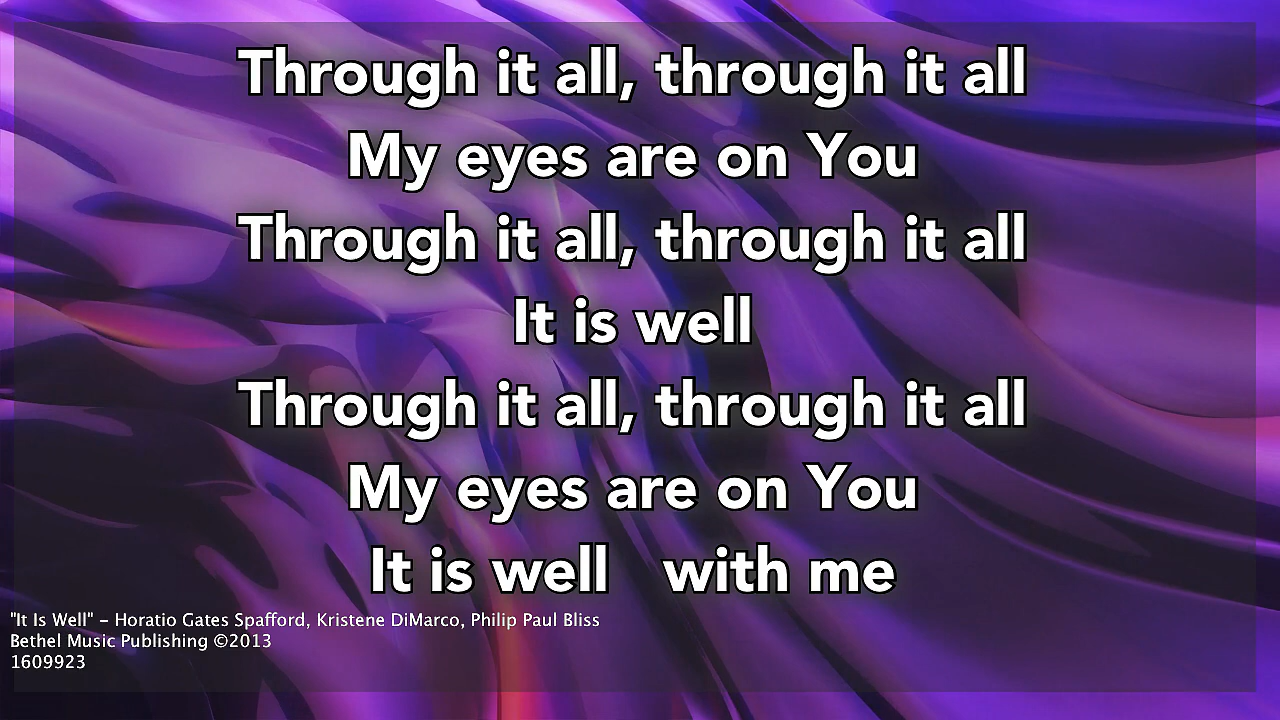 Through it all, through it all
My eyes are on You
Through it all, through it all
It is well
Through it all, through it all
My eyes are on You
It is well   with me
"It Is Well" – Horatio Gates Spafford, Kristene DiMarco, Philip Paul Bliss
Bethel Music Publishing ©2013
1609923